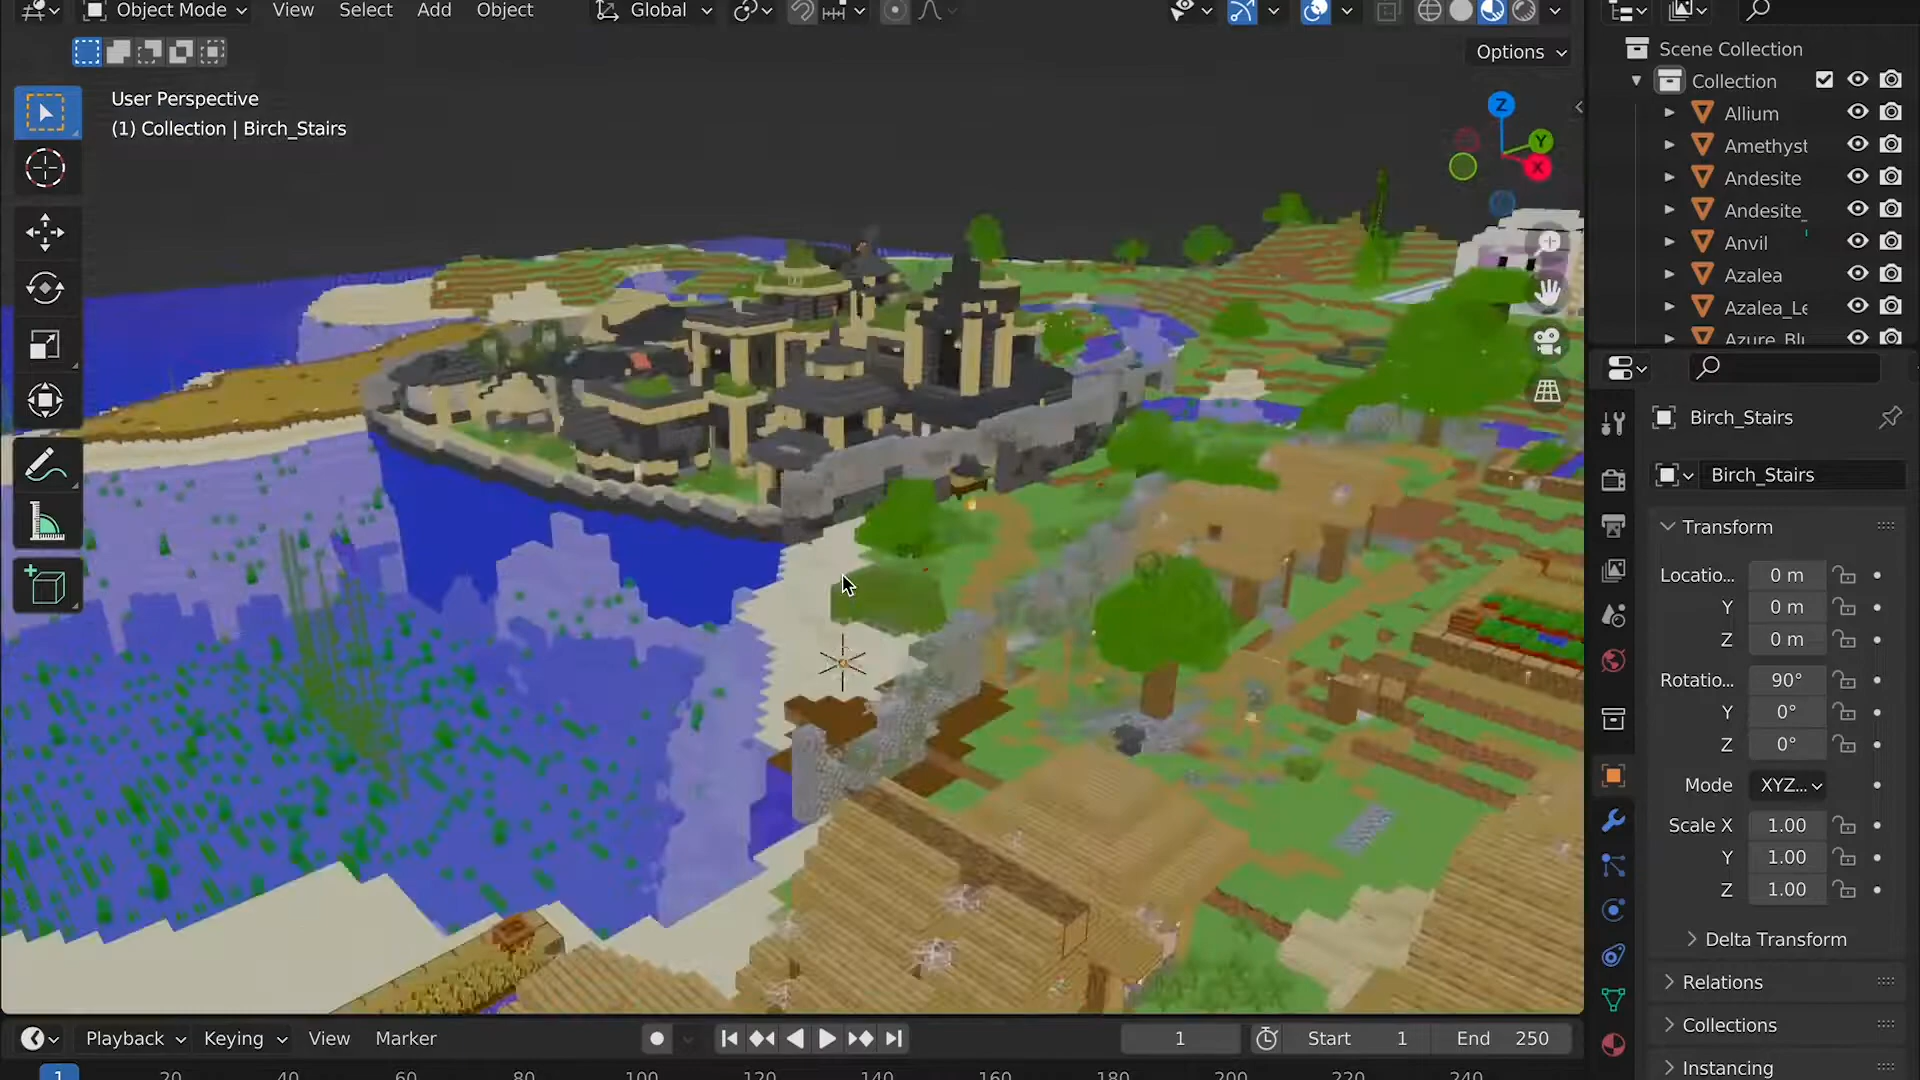 Object Mode View Select Add Object Global
Options
User Perspective
(1) Collection | Birch_Stairs
Z
Y
X
Scene Collection
Collection
Allium
Amethyst
Andesite
Andesite_
Anvil
Azalea
Azalea_Le
Azure_Blu
Birch_Stairs
Birch_Stairs
Transform
Locatio... 0 m
Y 0 m
Z 0 m
Rotatio... 90°
Y 0°
Z 0°
Mode XYZ...
Scale X 1.00
Y 1.00
Z 1.00
Delta Transform
Relations
Collections
Instancing
Playback Keying View Marker 1 Start 1 End 250
1 20 40 60 80 100 120 140 160 180 200 220 240